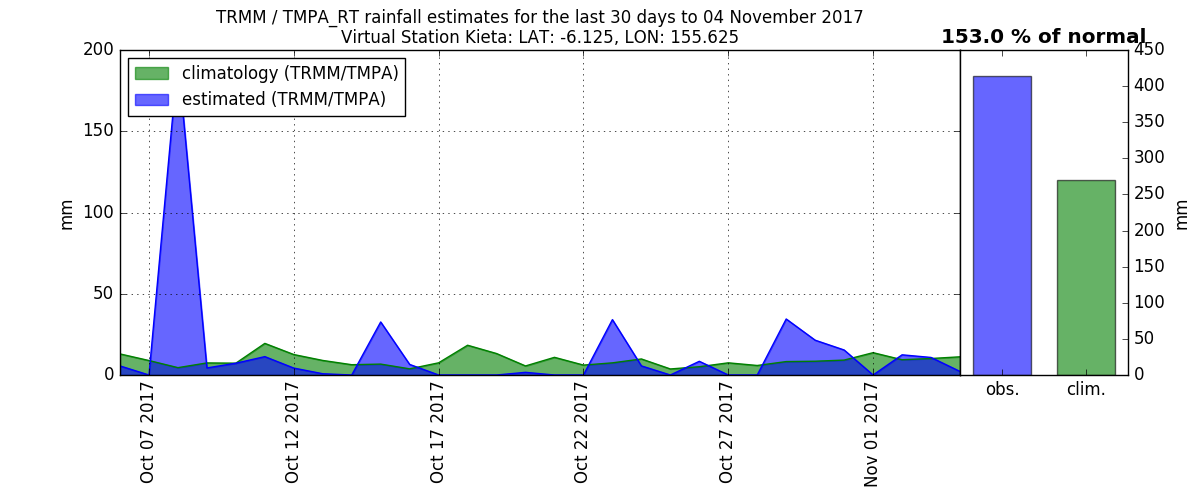 TRMM / TMPA_RT rainfall estimates for the last 30 days to 04 November 2017
Virtual Station Kieta: LAT: -6.125, LON: 155.625
153.0 % of normal
climatology (TRMM/TMPA)
estimated (TRMM/TMPA)
200
150
100
50
0
mm
Oct 07 2017
Oct 12 2017
Oct 17 2017
Oct 22 2017
Oct 27 2017
Nov 01 2017
450
400
350
300
250
200
150
100
50
0
mm
obs.
clim.